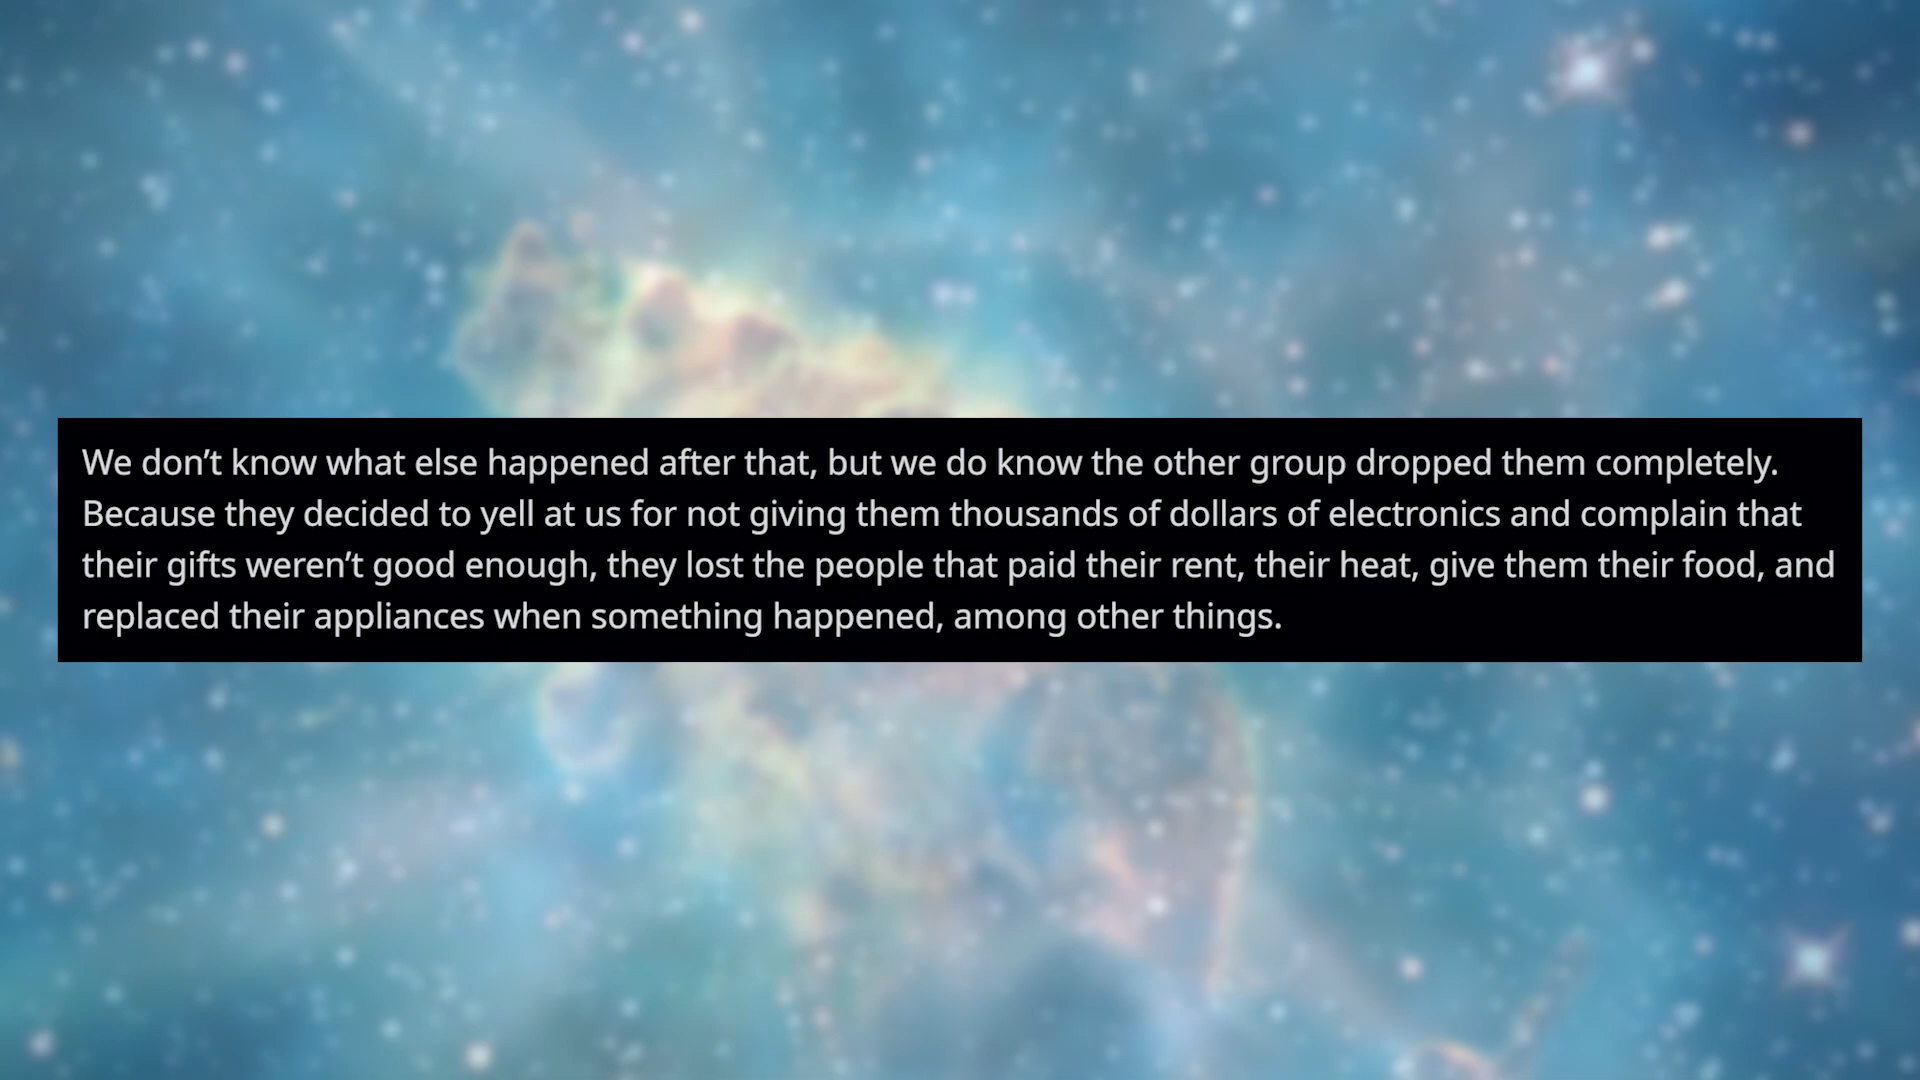 We don’t know what else happened after that, but we do know the other group dropped them completely.
Because they decided to yell at us for not giving them thousands of dollars of electronics and complain that
their gifts weren’t good enough, they lost the people that paid their rent, their heat, give them their food, and
replaced their appliances when something happened, among other things.